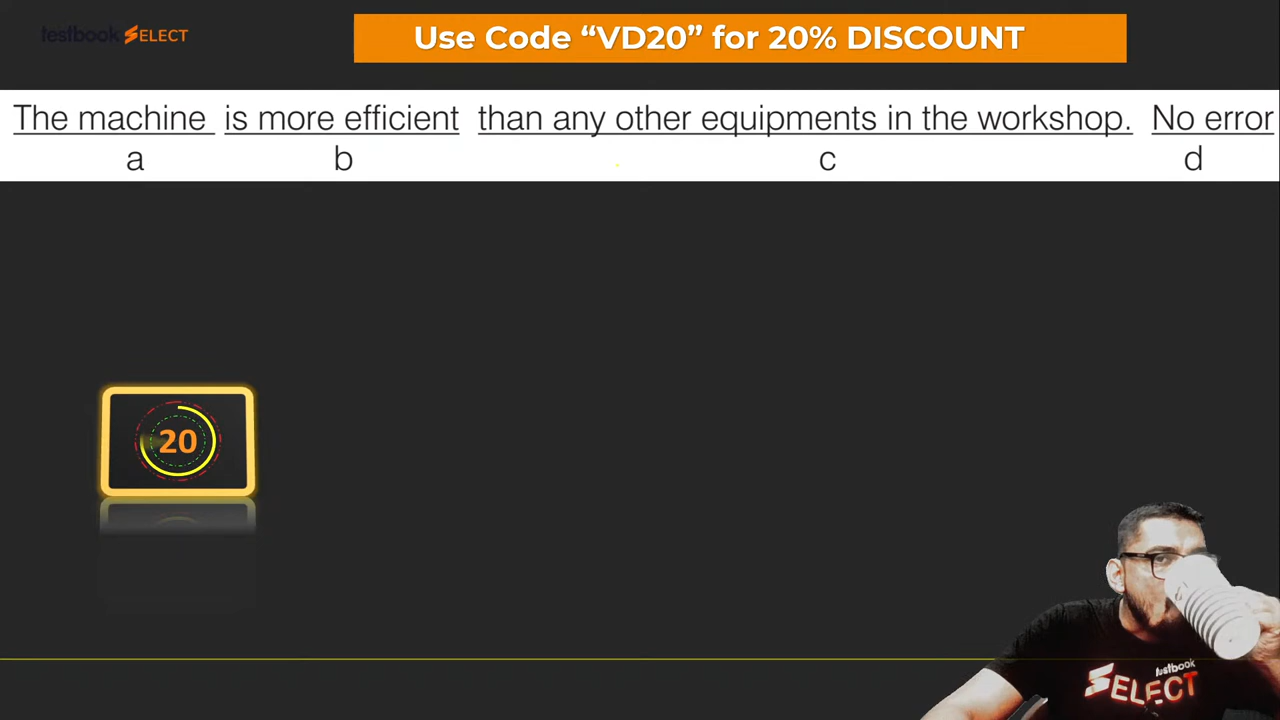 testbook SELECT
Use Code “VD20” for 20% DISCOUNT
The machine is more efficient than any other equipments in the workshop. No error
a b c d
20
testbook
SELECT